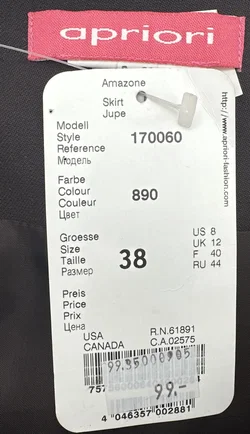 apriori
Amazone
Skirt
Jupe
Modell
Style 170060
Reference
Модель
Farbe
Colour 890
Couleur
Цвет
Groesse US 8
Size UK 12
Taille 38 F 40
Размер RU 44
Preis
Price
Prix
Цена
USA R.N.61891
CANADA C.A.02575
99.-
4 046357 002881
http://www.apriori-fashion.com